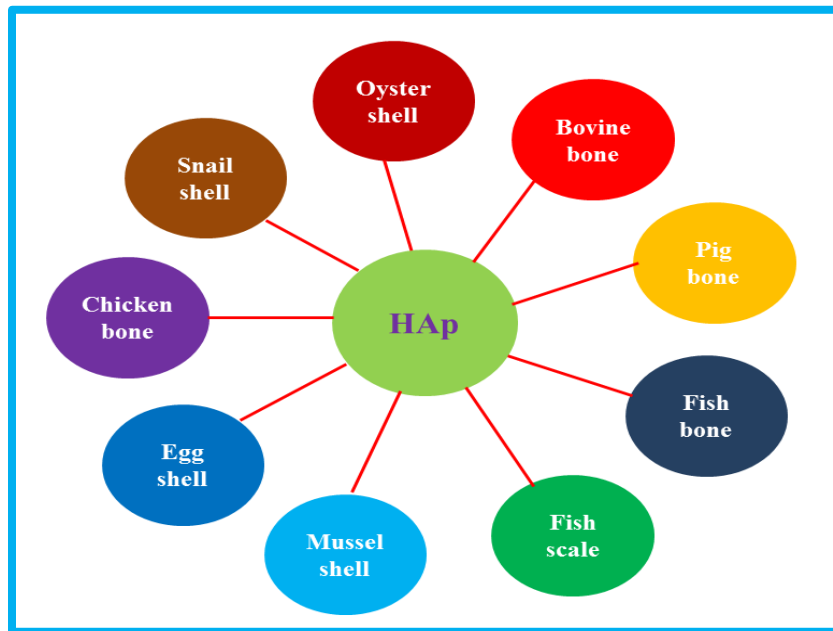 Oyster
shell
Bovine
bone
Snail
shell
Pig
bone
Chicken
bone
HAp
Fish
bone
Egg
shell
Mussel
shell
Fish
scale